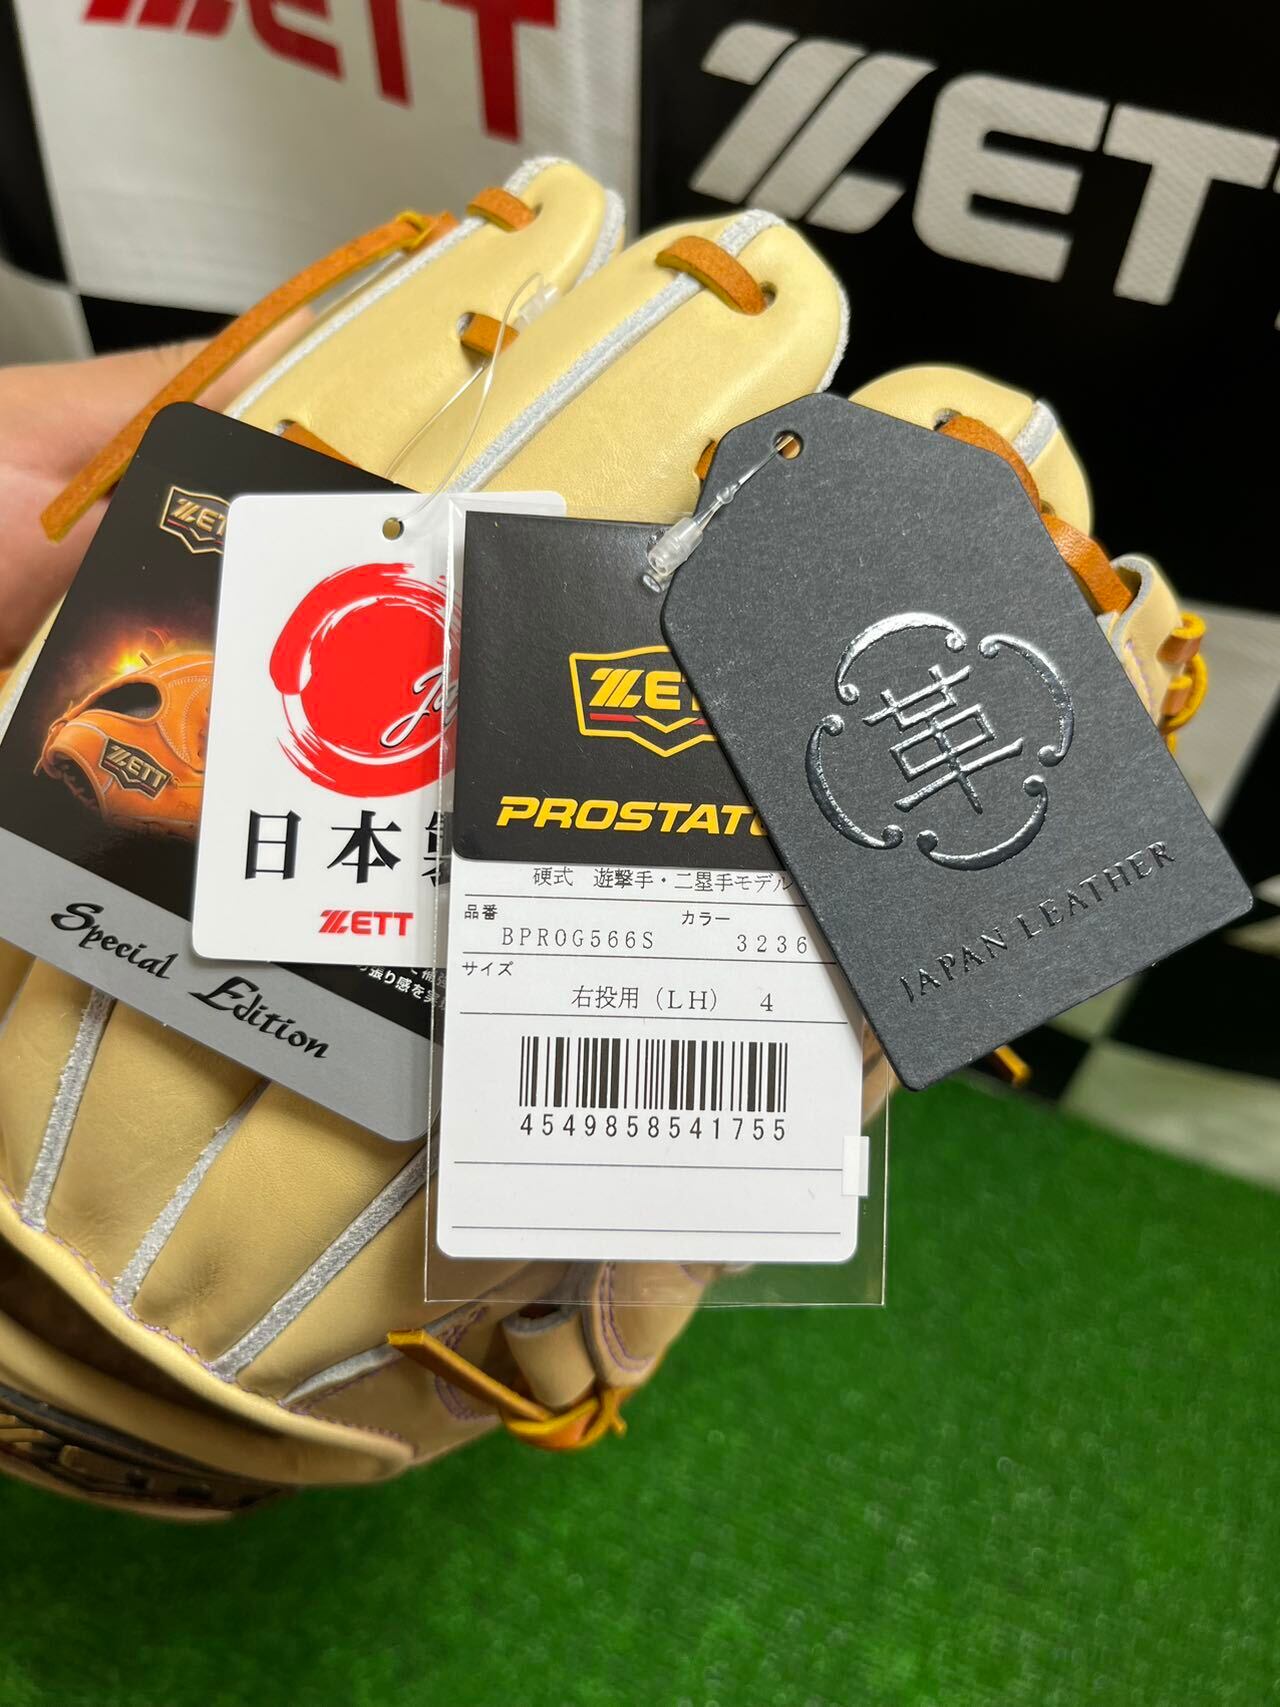 ZETT
ZETT
ZETT
Special Edition
日本製
ZETT
ZETT
硬式 遊撃手・二塁手モデル
品番
カラー
BPROG566S
3236
サイズ
右投用(LH) 4
4549858541755
革
JAPAN LEATHER